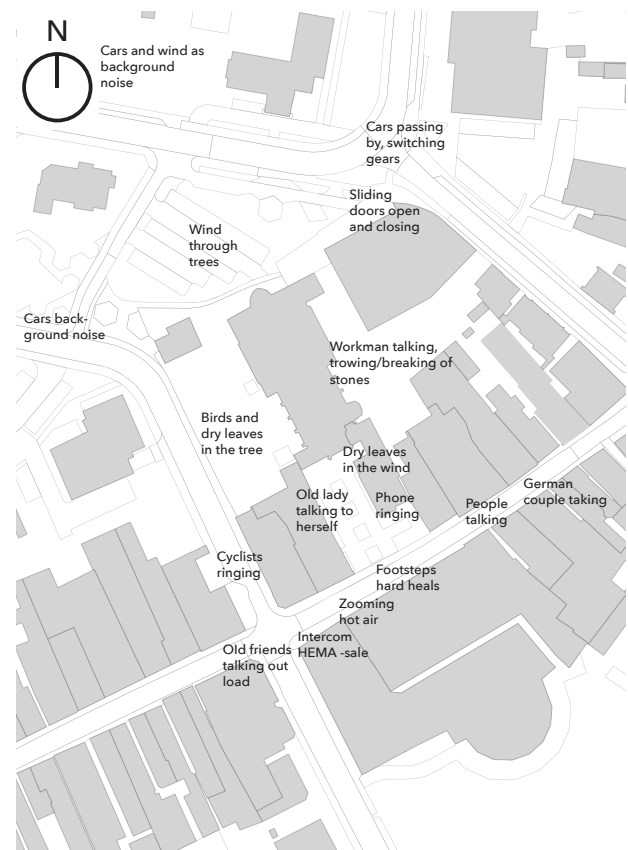 N
Cars and wind as
background
noise
Cars passing
by, switching
gears
Sliding
doors open
and closing
Wind
through
trees
Cars back-
ground noise
Workman talking,
trowing/breaking of
stones
Birds and
dry leaves
in the tree
Dry leaves
in the wind
Old lady
talking to
herself
Phone
ringing
People
talking
German
couple taking
Cyclists
ringing
Footsteps
hard heals
Zooming
hot air
Intercom
HEMA -sale
Old friends
talking out
load